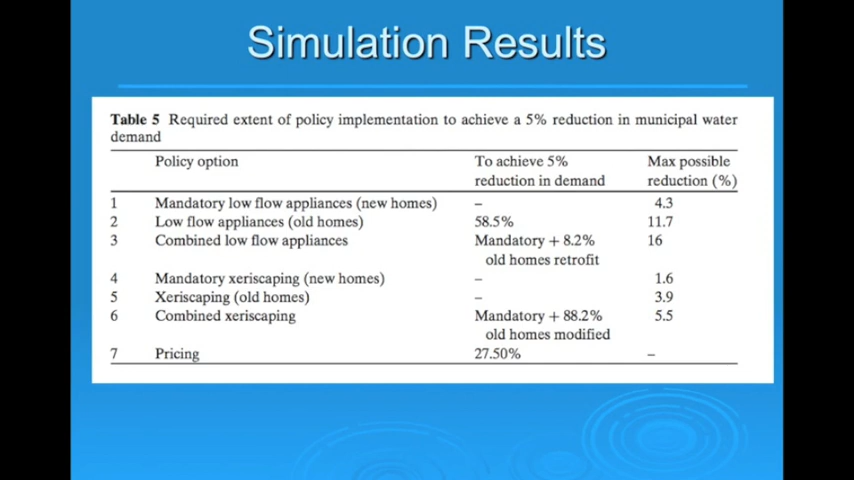 Simulation Results
Table 5 Required extent of policy implementation to achieve a 5% reduction in municipal water
demand
Policy option To achieve 5% Max possible
reduction in demand reduction (%)
1 Mandatory low flow appliances (new homes) – 4.3
2 Low flow appliances (old homes) 58.5% 11.7
3 Combined low flow appliances Mandatory + 8.2% 16
old homes retrofit
4 Mandatory xeriscaping (new homes) – 1.6
5 Xeriscaping (old homes) – 3.9
6 Combined xeriscaping Mandatory + 88.2% 5.5
old homes modified
7 Pricing 27.50% –